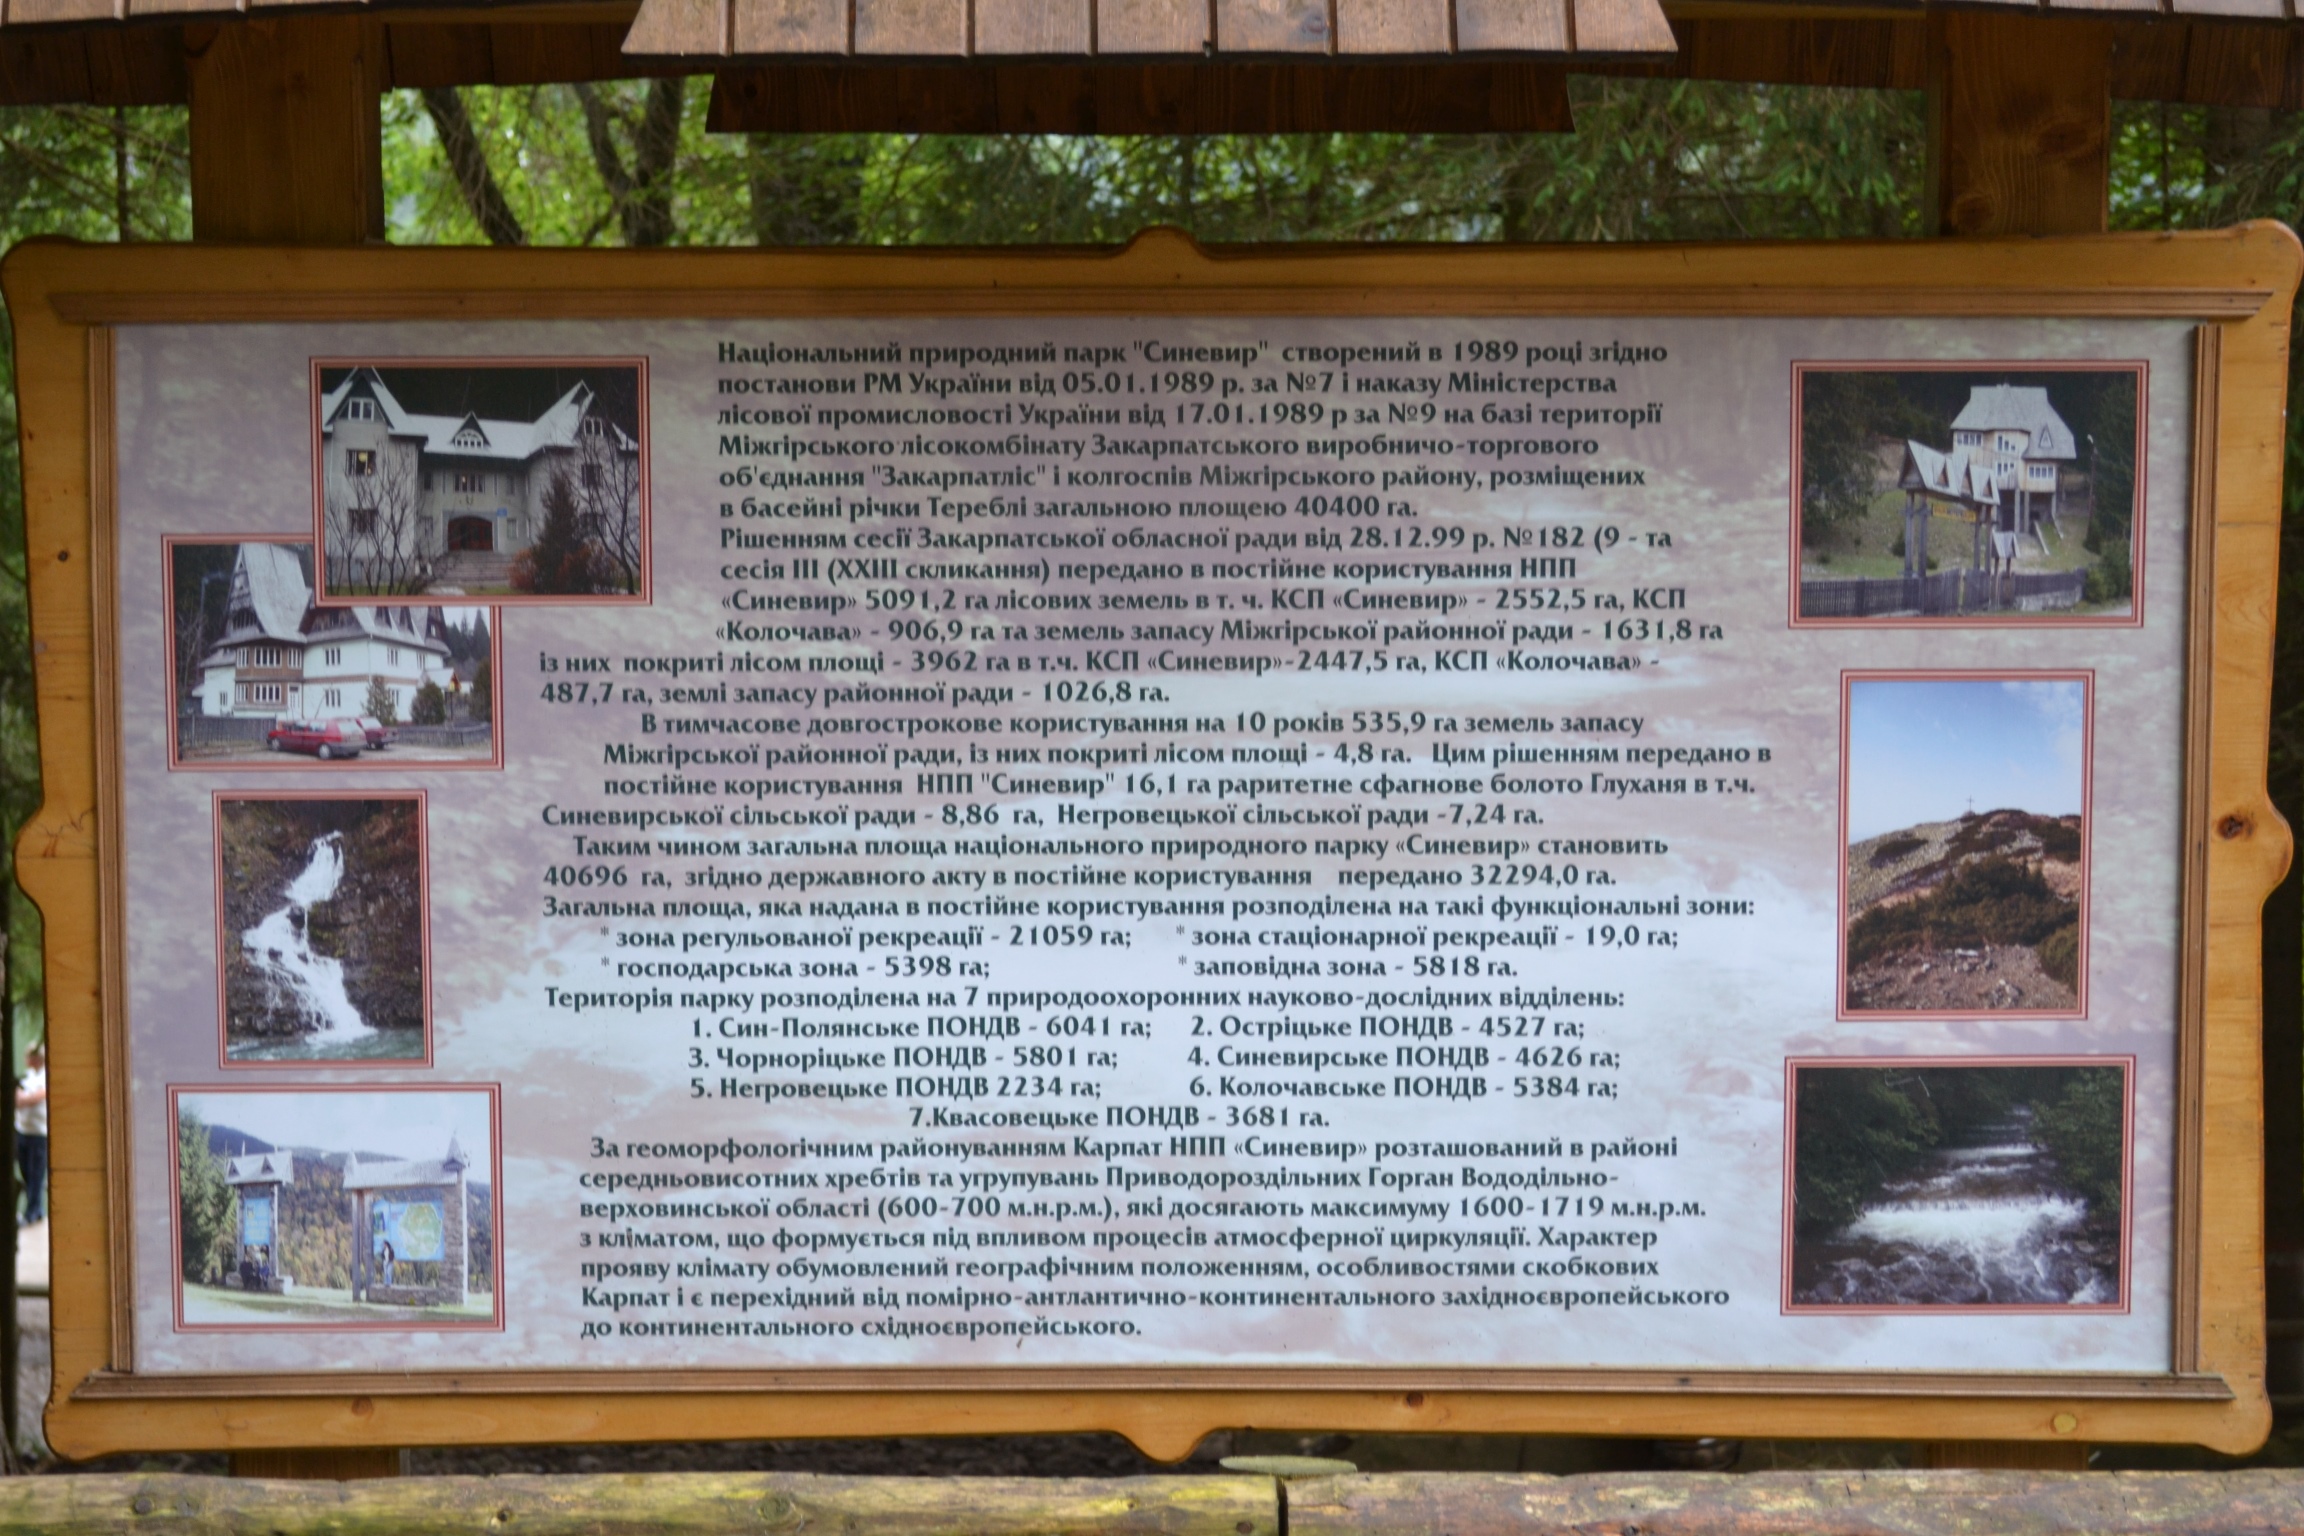 Національний природний парк "Синевир" створений в 1989 році згідно
постанови РМ України від 05.01.1989 р. за №7 і наказу Міністерства
лісової промисловості України від 17.01.1989 р за №9 на базі території
Міжгірського лісокомбінату Закарпатського виробничо-торгового
об'єднання "Закарпатліс" і колгоспів Міжгірського району, розміщених
в басейні річки Тереблі загальною площею 40400 га.
Рішенням сесії Закарпатської обласної ради від 28.12.99 р. №182 (9 - та
сесія III (XXIII скликання) передано в постійне користування НПП
«Синевир» 5091,2 га лісових земель в т. ч. КСП «Синевир» - 2552,5 га, КСП
«Колочава» - 906,9 га та земель запасу Міжгірської районної ради - 1631,8 га
із них покриті лісом площі - 3962 га в т.ч. КСП «Синевир»-2447,5 га, КСП «Колочава» -
487,7 га, землі запасу районної ради - 1026,8 га.
В тимчасове довгострокове користування на 10 років 535,9 га земель запасу
Міжгірської районної ради, із них покриті лісом площі - 4,8 га. Цим рішенням передано в
постійне користування НПП "Синевир" 16,1 га раритетне сфагнове болото Глуханя в т.ч.
Синевирської сільської ради - 8,86 га, Негровецької сільської ради -7,24 га.
Таким чином загальна площа національного природного парку «Синевир» становить
40696 га, згідно державного акту в постійне користування передано 32294,0 га.
Загальна площа, яка надана в постійне користування розподілена на такі функціональні зони:
* зона регульованої рекреації - 21059 га; * зона стаціонарної рекреації - 19,0 га;
* господарська зона - 5398 га; * заповідна зона - 5818 га.
Територія парку розподілена на 7 природоохоронних науково-дослідних відділень:
1. Син-Полянське ПОНДВ - 6041 га; 2. Остріцьке ПОНДВ - 4527 га;
3. Чорноріцьке ПОНДВ - 5801 га; 4. Синевирське ПОНДВ - 4626 га;
5. Негровецьке ПОНДВ 2234 га; 6. Колочавське ПОНДВ - 5384 га;
7.Квасовецьке ПОНДВ - 3681 га.
За геоморфологічним районуванням Карпат НПП «Синевир» розташований в районі
середньовисотних хребтів та угрупувань Приводороздільних Горган Вододільно-
верховинської області (600-700 м.н.р.м.), які досягають максимуму 1600-1719 м.н.р.м.
з кліматом, що формується під впливом процесів атмосферної циркуляції. Характер
прояву клімату обумовлений географічним положенням, особливостями скобкових
Карпат і є перехідний від помірно-антлантично-континентального західноєвропейського
до континентального східноєвропейського.